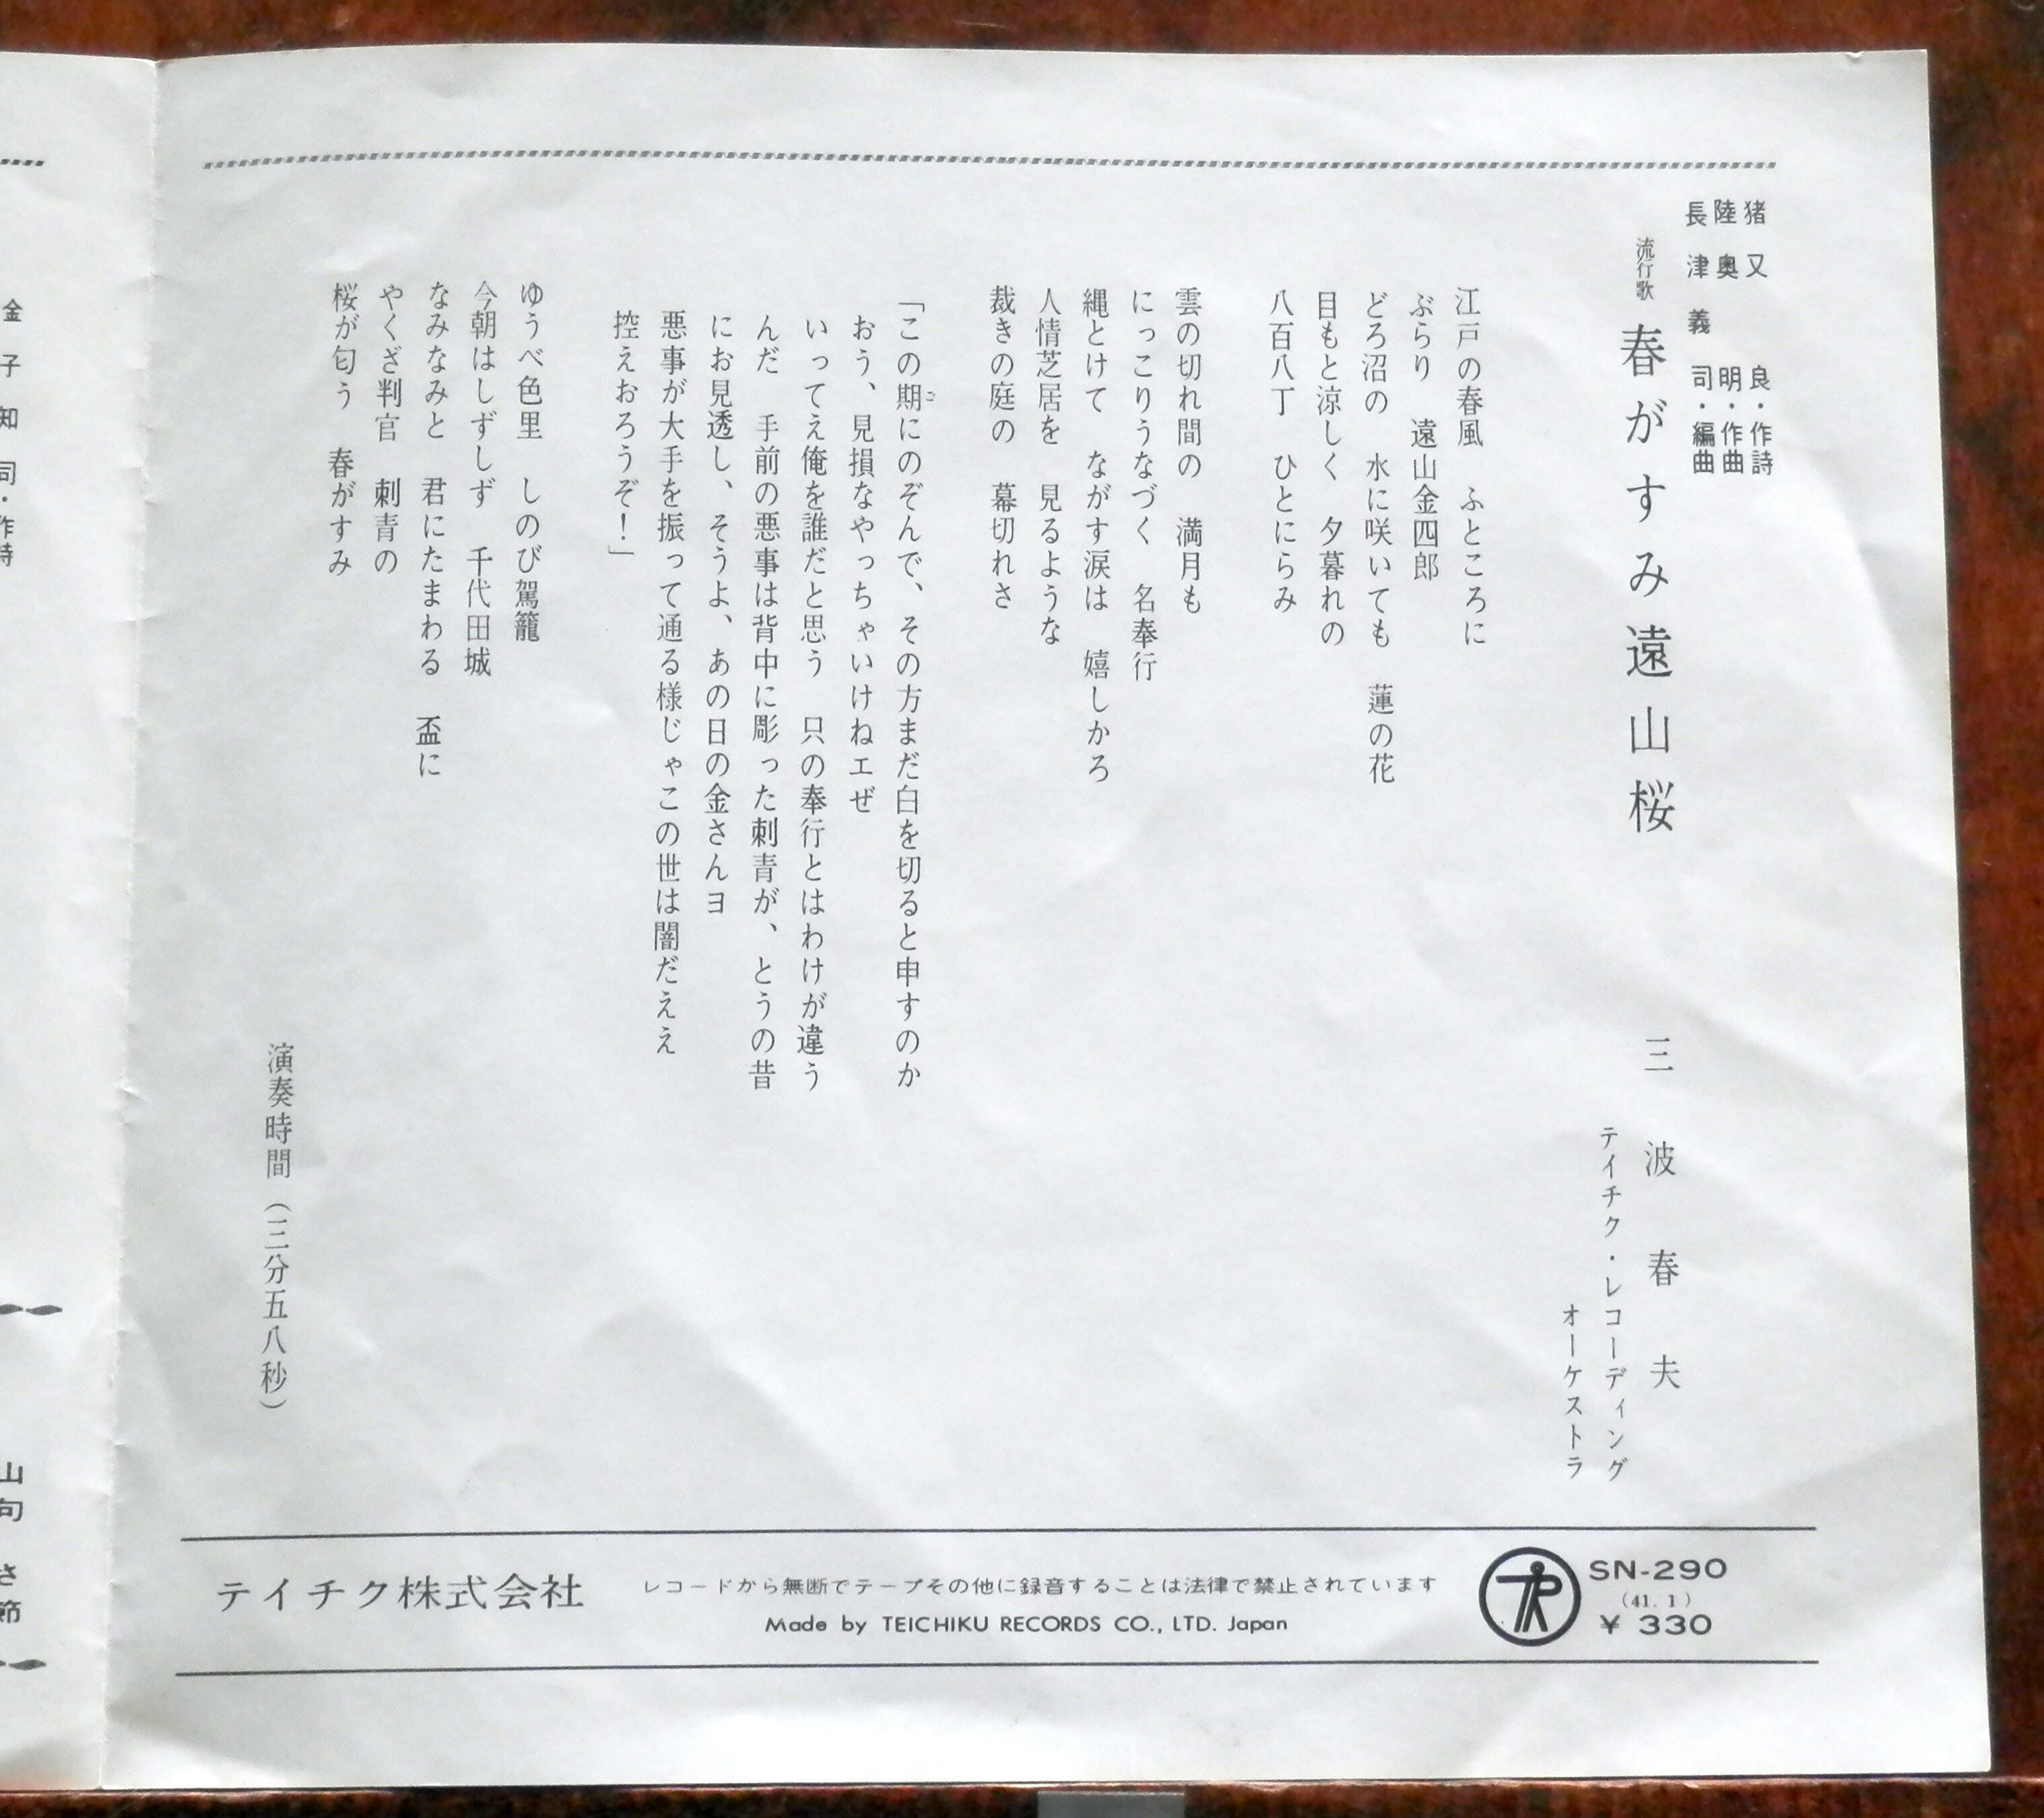 猪又良・作詩
陸奥明・作曲
長津義司・編曲
流行歌 春がすみ遠山桜 三波春夫
テイチク・レコーディング
オーケストラ
江戸の春風 ふところに
ぶらり 遠山金四郎
どろ沼の 水に咲いても 蓮の花
目もと涼しく 夕暮れの
八百八丁 ひとにらみ
雲の切れ間の 満月も
にっこりうなづく 名奉行
縄とけて ながす涙は 嬉しかろ
人情芝居を 見るような
裁きの庭の 幕切れさ
「この期にのぞんで、その方まだ白を切ると申すのか
ご
おう、見損なやっちゃいけねエぜ
いってえ俺を誰だと思う 只の奉行とはわけが違う
んだ 手前の悪事は背中に彫った刺青が、とうの昔
にお見透し、そうよ、あの日の金さんヨ
悪事が大手を振って通る様じゃこの世は闇だええ
控えおろうぞ!」
ゆうべ色里 しのび駕籠
今朝はしずしず 千代田城
なみなみと 君にたまわる 盃に
やくざ判官 刺青の
桜が匂う 春がすみ
演奏時間(三分五八秒)
金子知司・作詩
山句
さ節
テイチク株式会社
レコードから無断でテープその他に録音することは法律で禁止されています
Made by TEICHIKU RECORDS CO., LTD. Japan
SN-290
(41. 1)
¥ 330